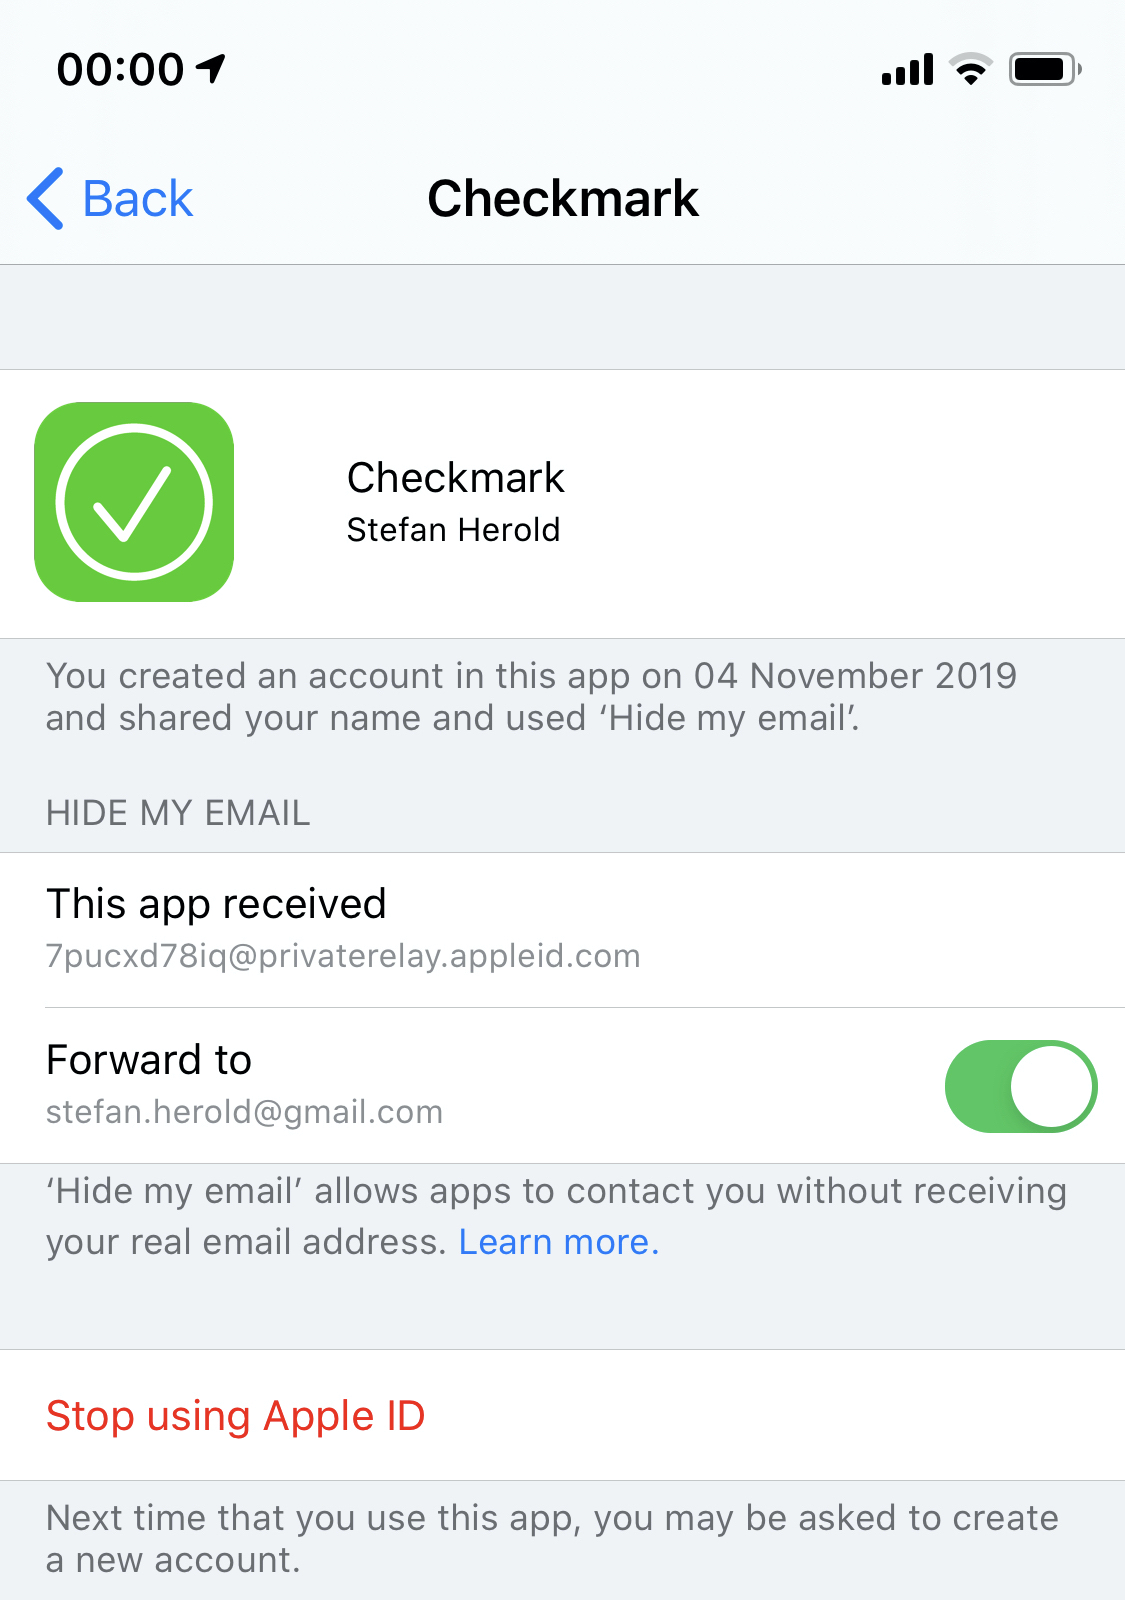 00:00
Back
Checkmark
Checkmark
Stefan Herold
You created an account in this app on 04 November 2019
and shared your name and used ‘Hide my email’.
HIDE MY EMAIL
This app received
7pucxd78iq@privaterelay.appleid.com
Forward to
stefan.herold@gmail.com
‘Hide my email’ allows apps to contact you without receiving
your real email address. Learn more.
Stop using Apple ID
Next time that you use this app, you may be asked to create
a new account.